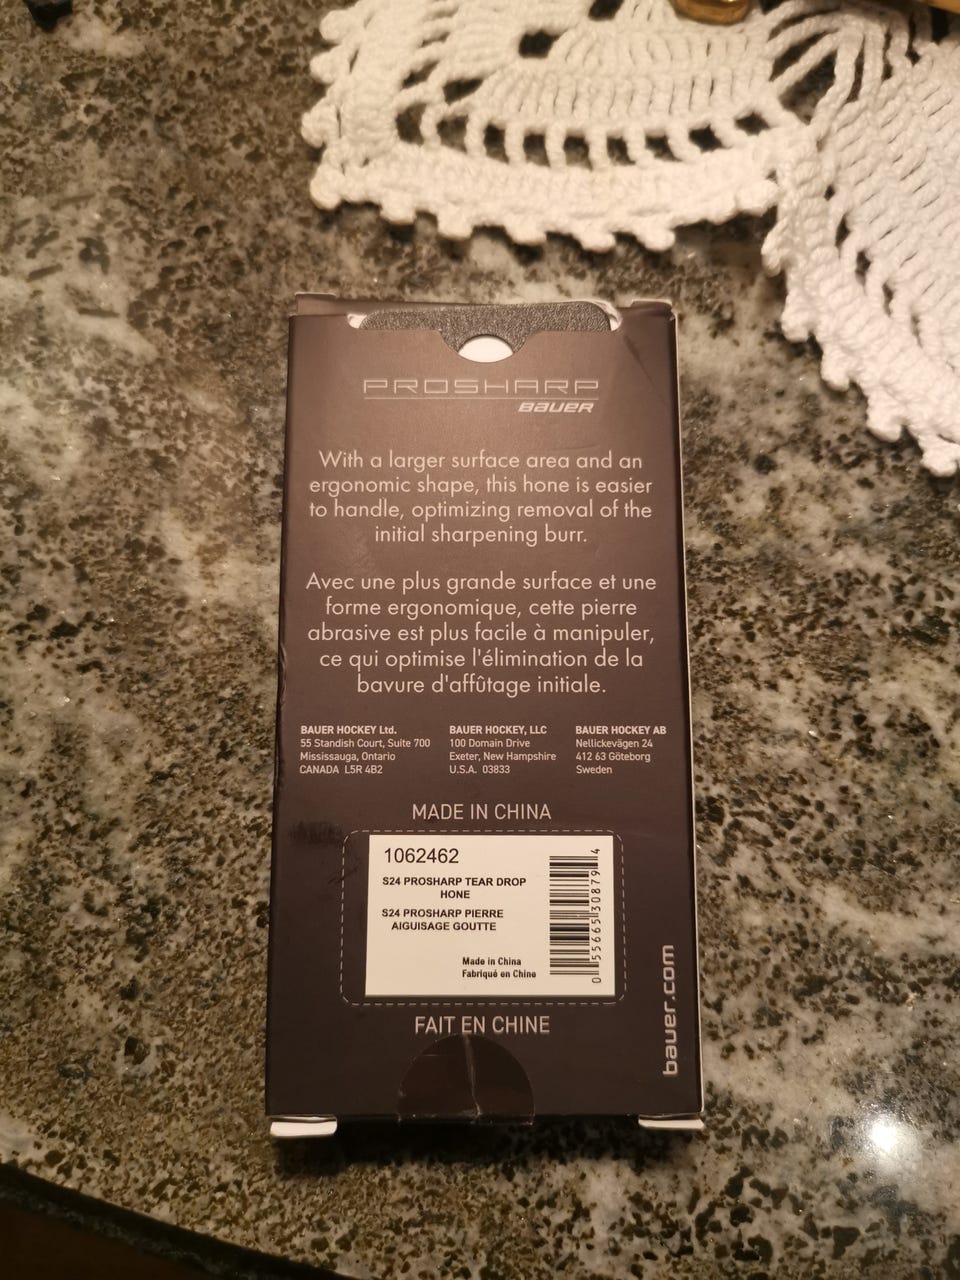 PROSHARP
BAUER
With a larger surface area and an
ergonomic shape, this hone is easier
to handle, optimizing removal of the
initial sharpening burr.
Avec une plus grande surface et une
forme ergonomique, cette pierre
abrasive est plus facile à manipuler,
ce qui optimise l'élimination de la
bavure d'affûtage initiale.
BAUER HOCKEY Ltd.
55 Standish Court, Suite 700
Mississauga, Ontario
CANADA L5R 4B2
BAUER HOCKEY, LLC
100 Domain Drive
Exeter, New Hampshire
U.S.A. 03833
BAUER HOCKEY AB
Nellickevägen 24
412 63 Göteborg
Sweden
MADE IN CHINA
1062462
S24 PROSHARP TEAR DROP
HONE
S24 PROSHARP PIERRE
AIGUISAGE GOUTTE
Made in China
Fabriqué en Chine
0 55665 30879 4
FAIT EN CHINE
bauer.com